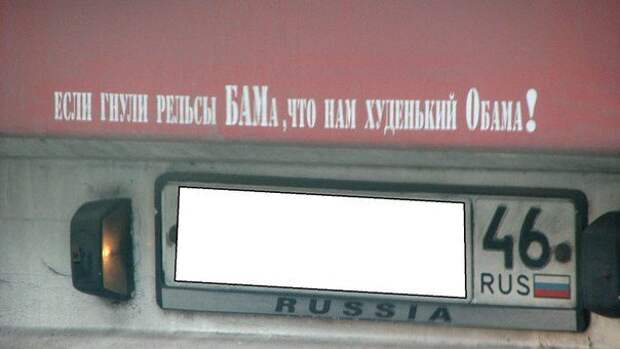 если гнули рельсы БАМа, что нам худенький Обама!
46
RUS
RUSSIA